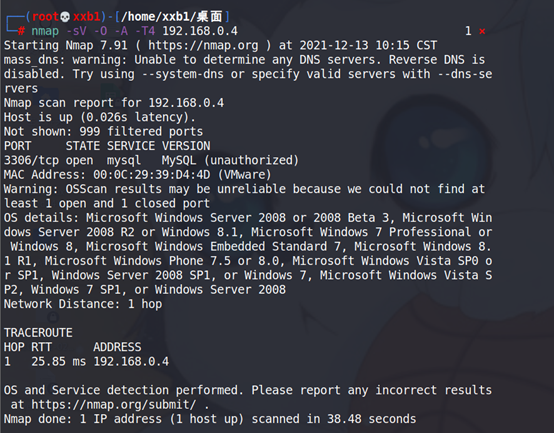 ┌──(root💀xxb1)-[/home/xxb1/桌面]
└─# nmap -sV -O -A -T4 192.168.0.4 1 ⨯
Starting Nmap 7.91 ( https://nmap.org ) at 2021-12-13 10:15 CST
mass_dns: warning: Unable to determine any DNS servers. Reverse DNS is
disabled. Try using --system-dns or specify valid servers with --dns-se
rvers
Nmap scan report for 192.168.0.4
Host is up (0.026s latency).
Not shown: 999 filtered ports
PORT     STATE SERVICE VERSION
3306/tcp open  mysql   MySQL (unauthorized)
MAC Address: 00:0C:29:39:D4:4D (VMware)
Warning: OSScan results may be unreliable because we could not find at
least 1 open and 1 closed port
OS details: Microsoft Windows Server 2008 or 2008 Beta 3, Microsoft Win
dows Server 2008 R2 or Windows 8.1, Microsoft Windows 7 Professional or
 Windows 8, Microsoft Windows Embedded Standard 7, Microsoft Windows 8.
1 R1, Microsoft Windows Phone 7.5 or 8.0, Microsoft Windows Vista SP0 o
r SP1, Windows Server 2008 SP1, or Windows 7, Microsoft Windows Vista S
P2, Windows 7 SP1, or Windows Server 2008
Network Distance: 1 hop
TRACEROUTE
HOP RTT      ADDRESS
1   25.85 ms 192.168.0.4
OS and Service detection performed. Please report any incorrect results
 at https://nmap.org/submit/ .
Nmap done: 1 IP address (1 host up) scanned in 38.48 seconds